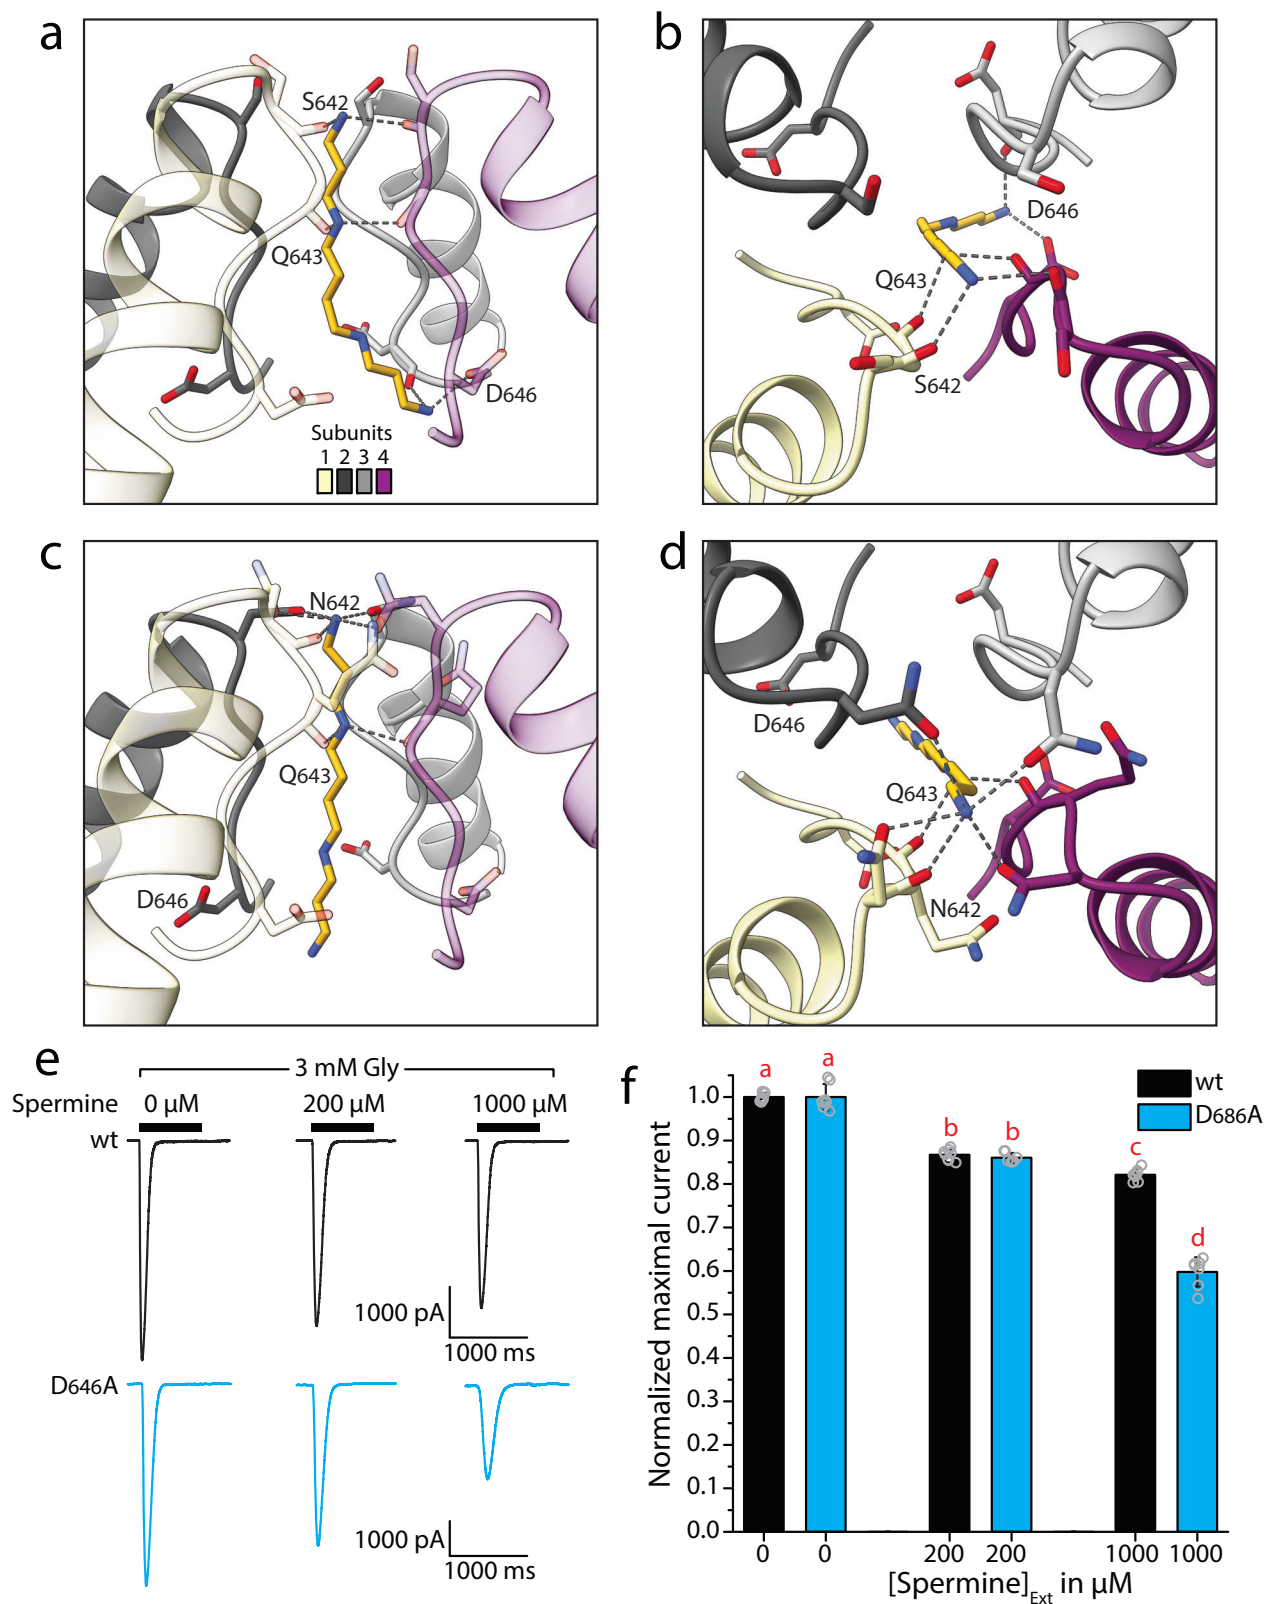 a
S642
Q643
D646
Subunits
1 2 3 4
b
D646
Q643
S642
c
N642
Q643
D646
d
D646
Q643
N642
e
3 mM Gly
Spermine 0 µM 200 µM 1000 µM
wt
1000 pA
1000 ms
D646A
1000 pA
1000 ms
f
a a b b c d
wt
D686A
Normalized maximal current
1.0
0.9
0.8
0.7
0.6
0.5
0.4
0.3
0.2
0.1
0.0
0 0 200 200 1000 1000
[Spermine]Ext in µM